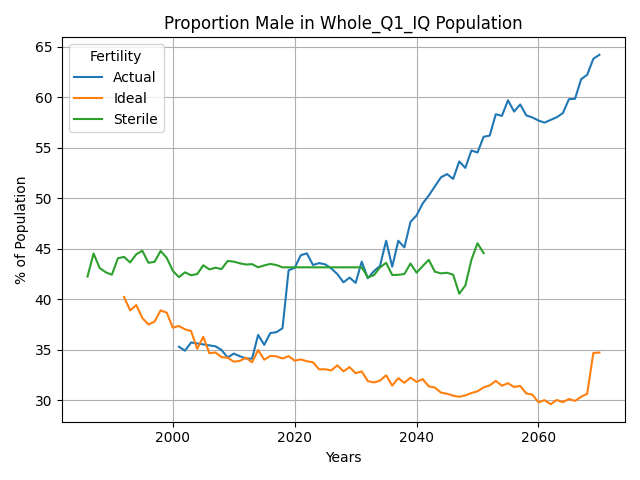 Proportion Male in Whole_Q1_IQ Population
Fertility
Actual
Ideal
Sterile
% of Population
65
60
55
50
45
40
35
30
2000
2020
2040
2060
Years